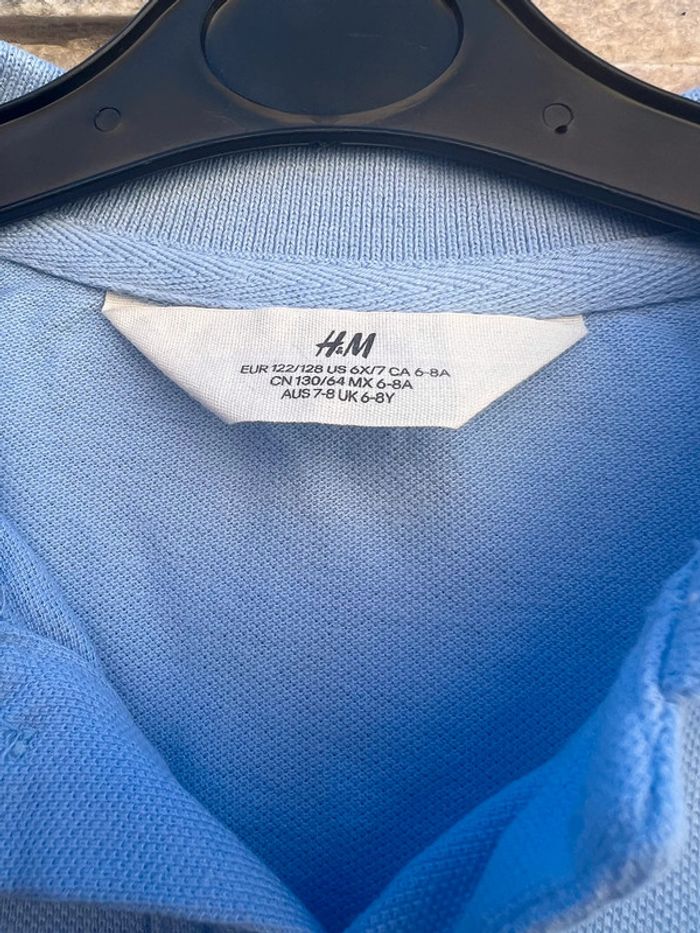 H&M
EUR 122/128 US 6X/7 CA 6-8A
CN 130/64 MX 6-8A
AUS 7-8 UK 6-8Y